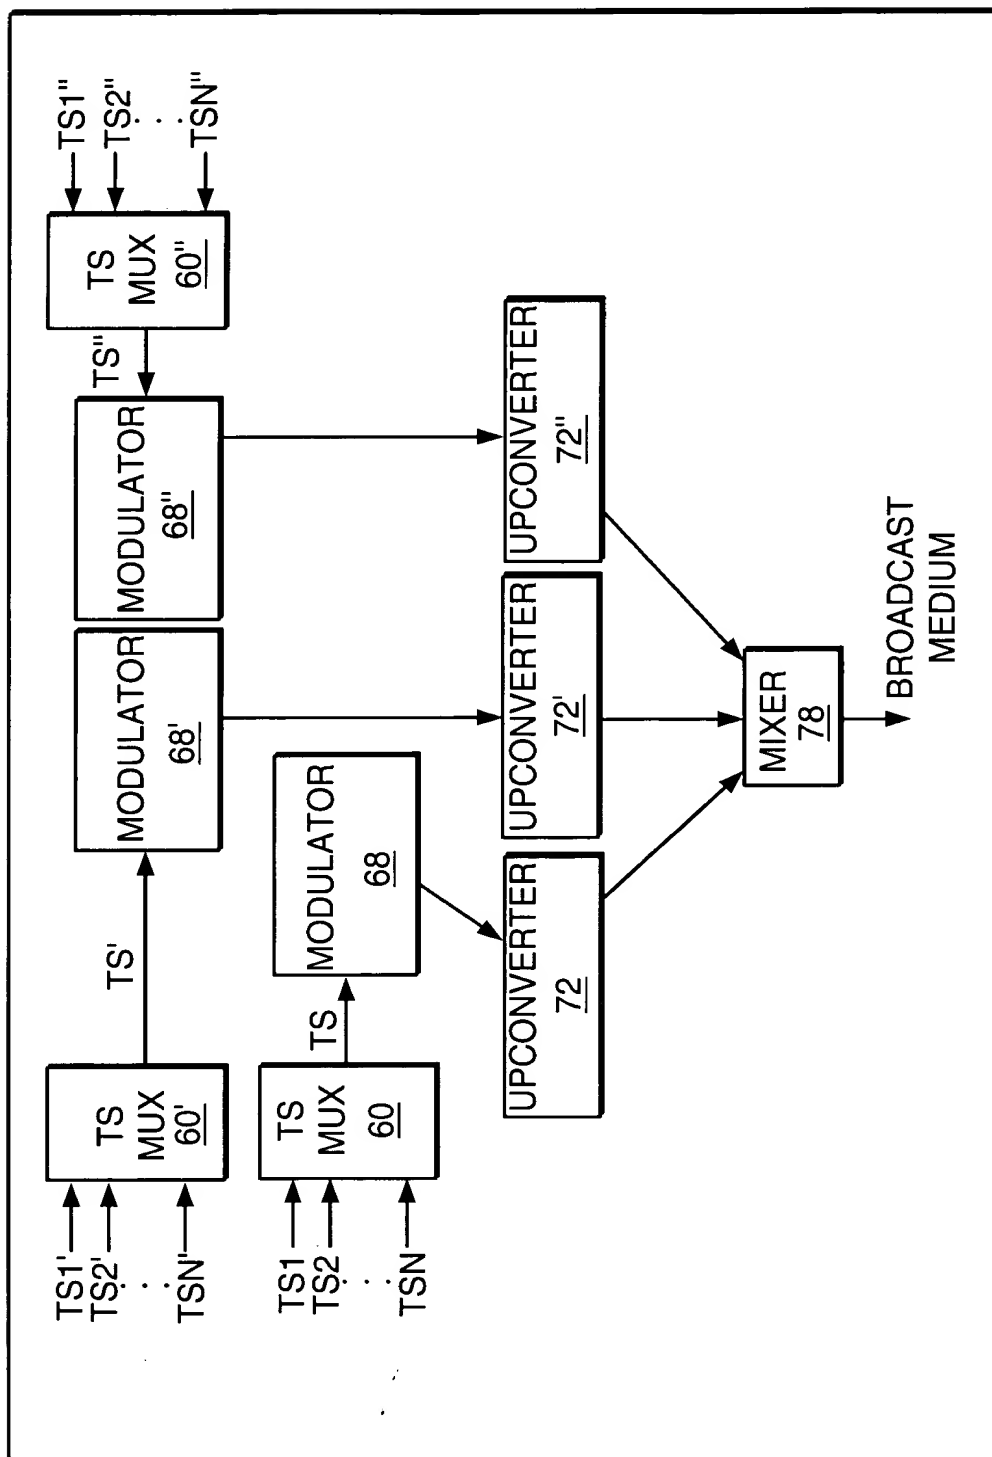 TS1'
TS2'
. . .
TSN'
TS
MUX
60'
TS'
MODULATOR
68'
MODULATOR
68"
TS"
TS
MUX
60"
TS1"
TS2"
. . .
TSN"
TS1
TS2
. . .
TSN
TS
MUX
60
TS
MODULATOR
68
UPCONVERTER
72
UPCONVERTER
72'
UPCONVERTER
72"
MIXER
78
BROADCAST
MEDIUM